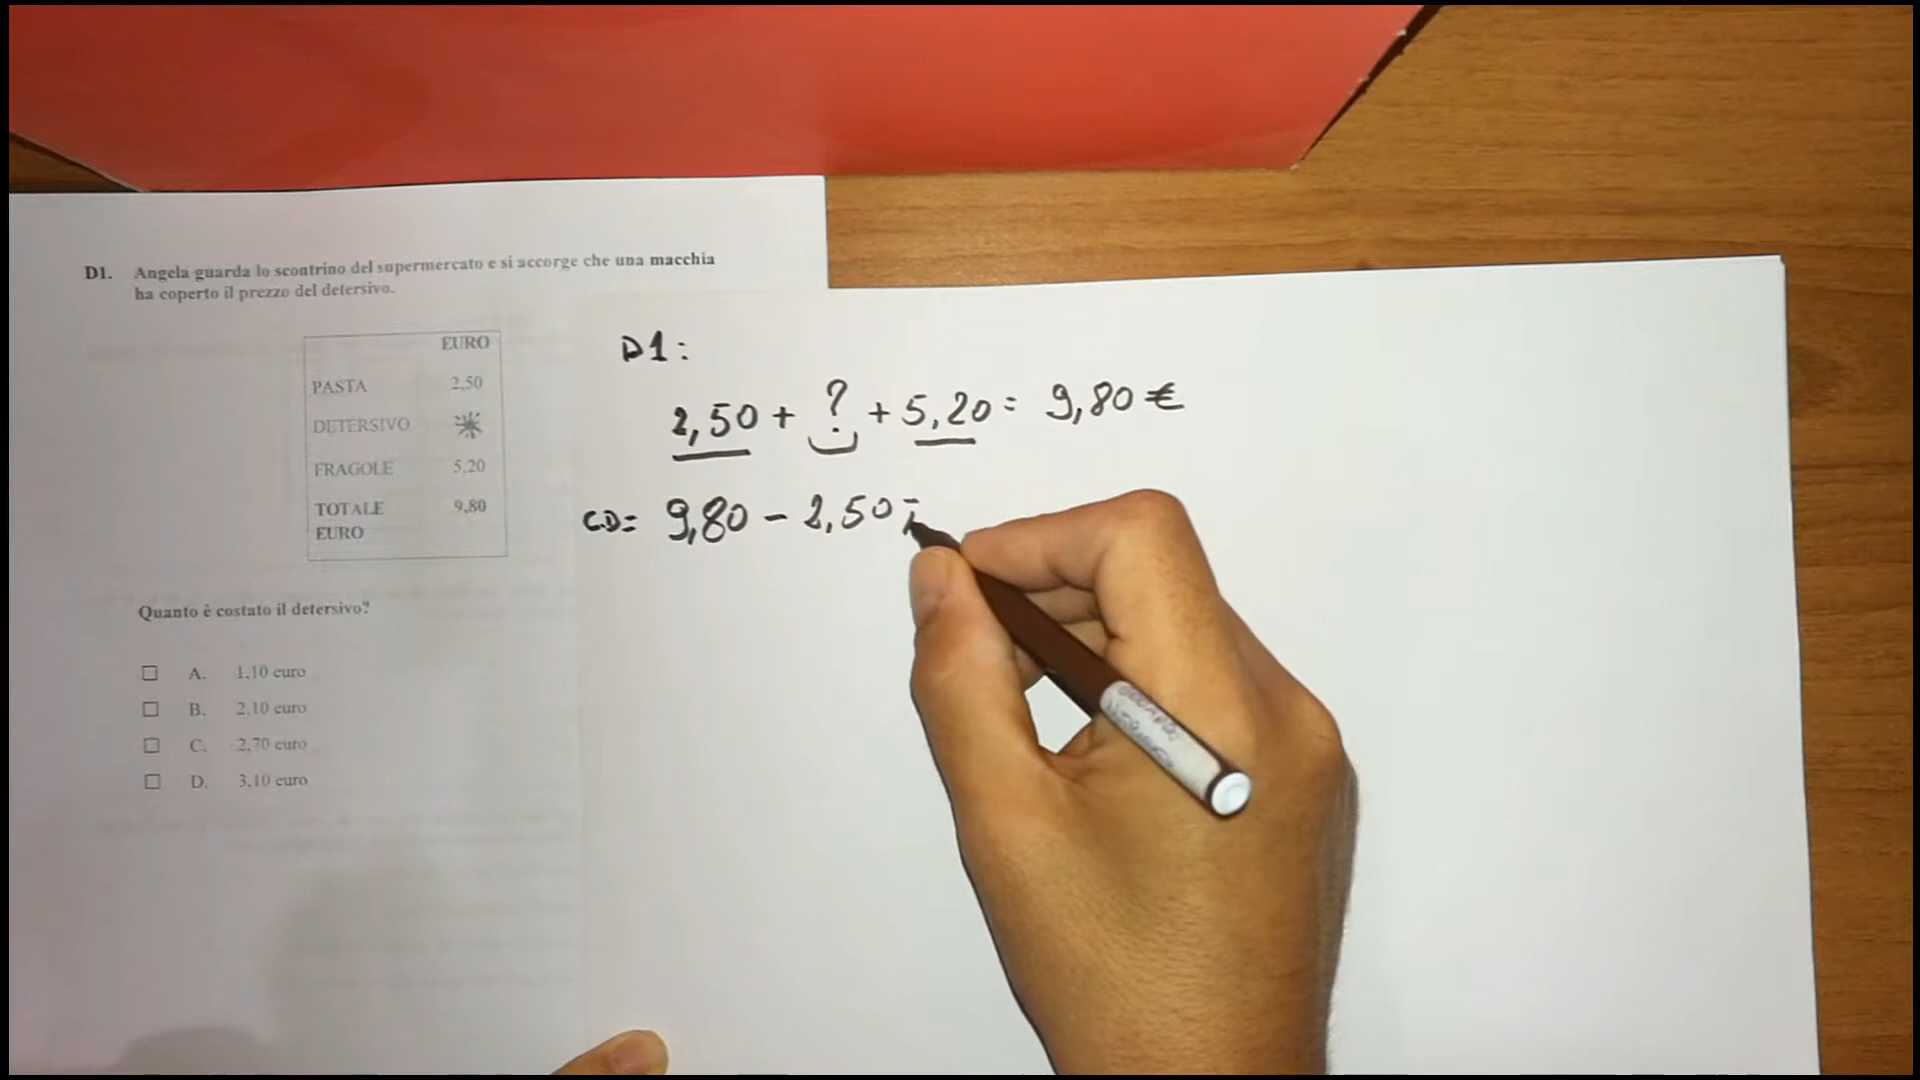 D1. Angela guarda lo scontrino del supermercato e si accorge che una macchia
ha coperto il prezzo del detersivo.
EURO
PASTA 2,50
DETERSIVO
FRAGOLE 5,20
TOTALE 9,80
EURO
Quanto è costato il detersivo?
A. 1,10 euro
B. 2,10 euro
C. 2,70 euro
D. 3,10 euro
D1:
2,50 + ? + 5,20 = 9,80 €
C.D= 9,80 - 2,50 -